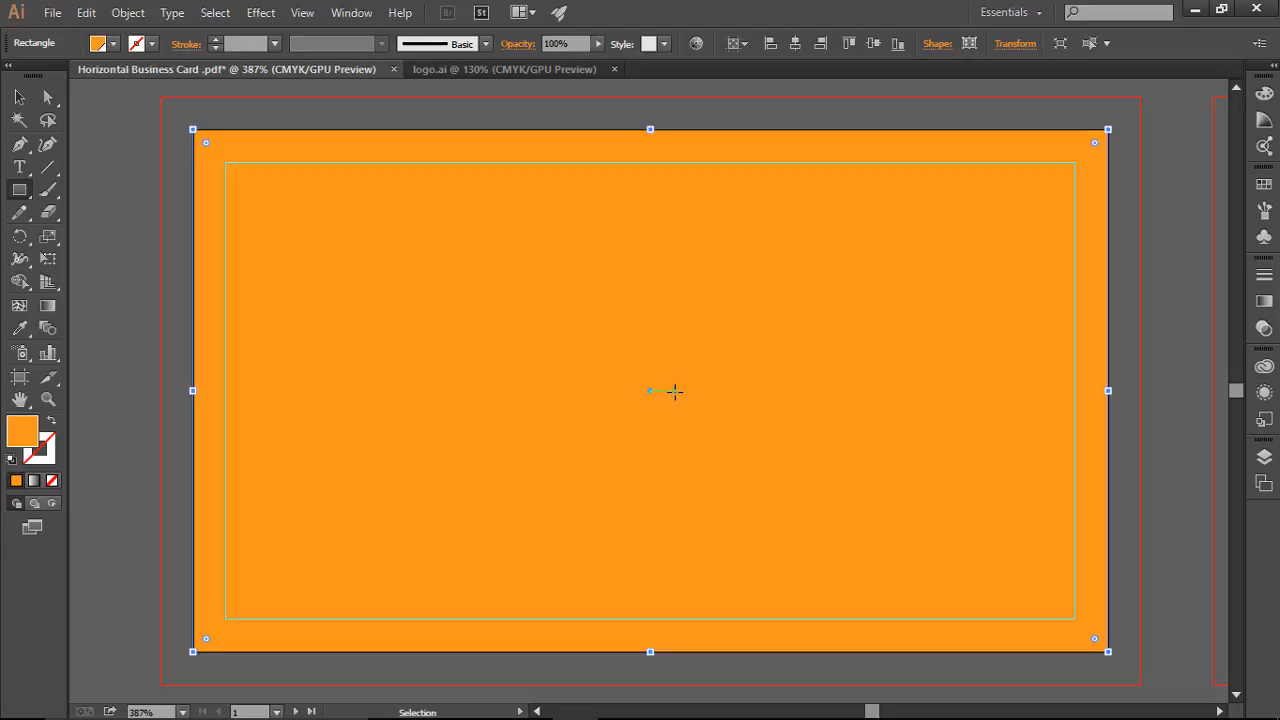 Ai File Edit Object Type Select Effect View Window Help Br St Essentials
Rectangle Stroke: Basic Opacity: 100% Style: Shape: Transform
Horizontal Business Card .pdf* @ 387% (CMYK/GPU Preview) × logo.ai @ 130% (CMYK/GPU Preview) ×
387% 1 Selection